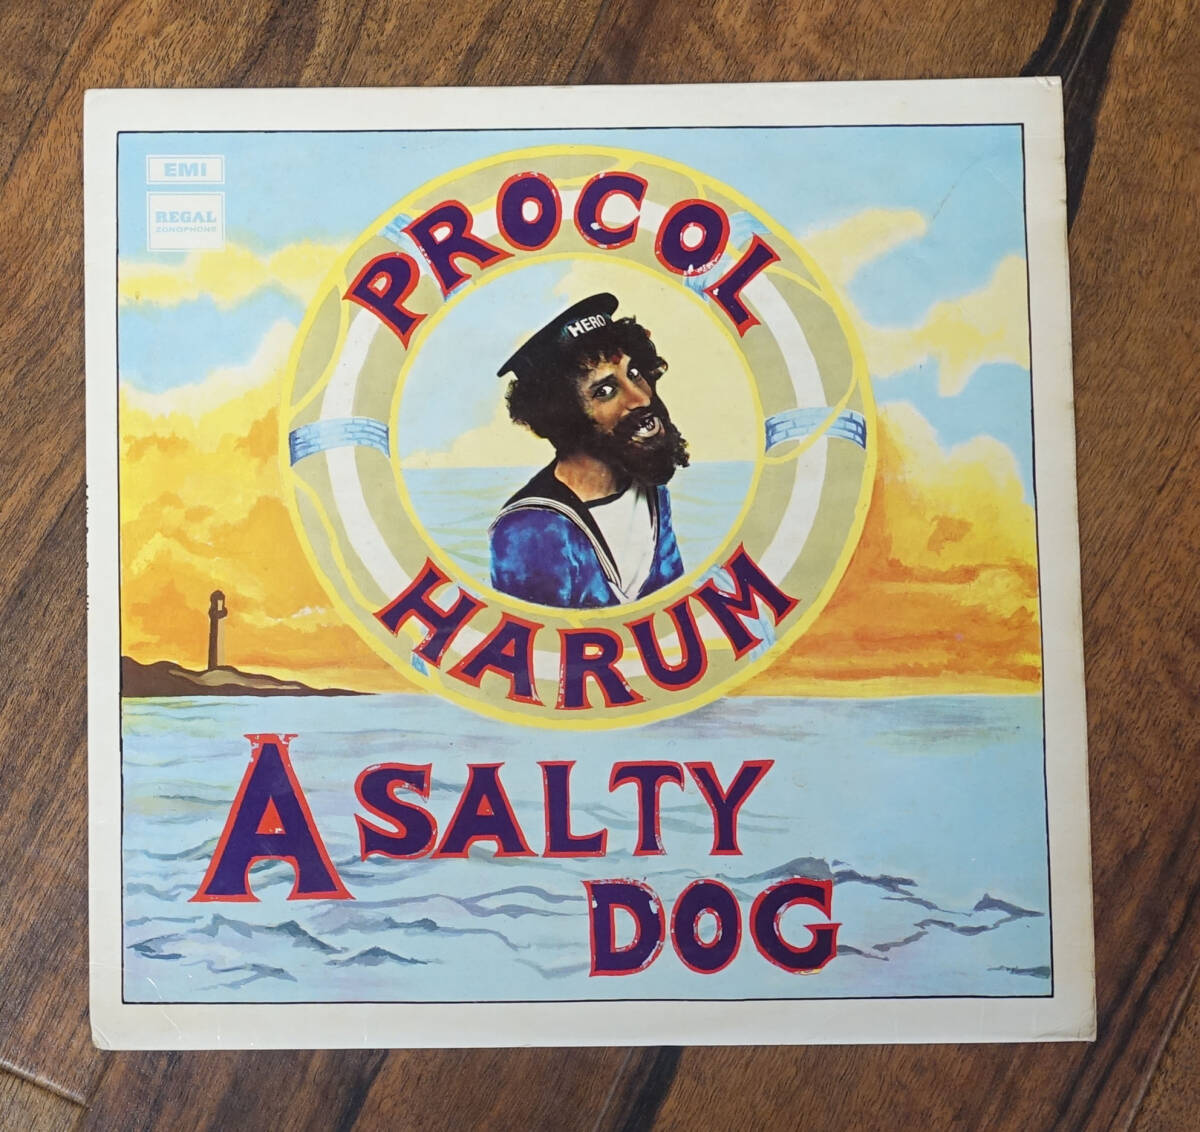 EMI
REGAL
ZONOPHONE
PROCOL
HERO
HARUM
A SALTY
DOG